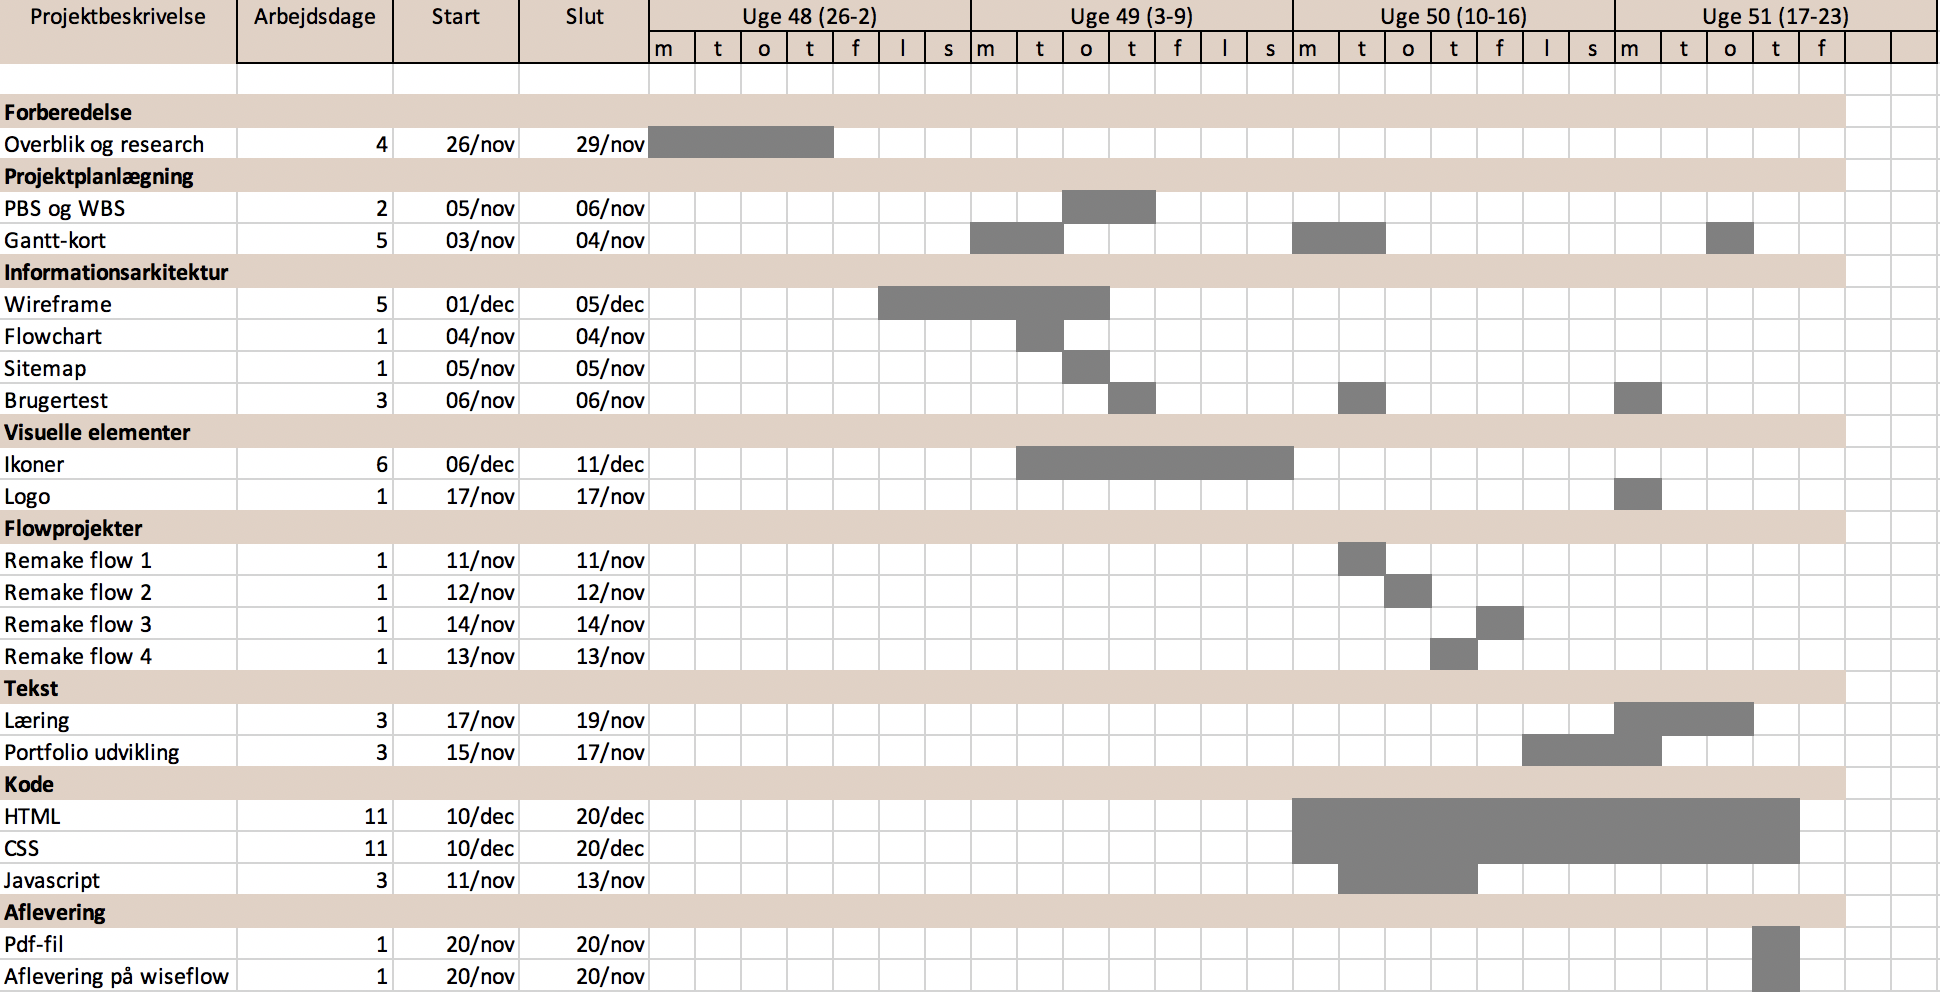 Projektbeskrivelse Arbejdsdage Start Slut Uge 48 (26-2) Uge 49 (3-9) Uge 50 (10-16) Uge 51 (17-23)
m t o t f l s m t o t f l s m t o t f l s m t o t f
Forberedelse
Overblik og research 4 26/nov 29/nov
Projektplanlægning
PBS og WBS 2 05/nov 06/nov
Gantt-kort 5 03/nov 04/nov
Informationsarkitektur
Wireframe 5 01/dec 05/dec
Flowchart 1 04/nov 04/nov
Sitemap 1 05/nov 05/nov
Brugertest 3 06/nov 06/nov
Visuelle elementer
Ikoner 6 06/dec 11/dec
Logo 1 17/nov 17/nov
Flowprojekter
Remake flow 1 1 11/nov 11/nov
Remake flow 2 1 12/nov 12/nov
Remake flow 3 1 14/nov 14/nov
Remake flow 4 1 13/nov 13/nov
Tekst
Læring 3 17/nov 19/nov
Portfolio udvikling 3 15/nov 17/nov
Kode
HTML 11 10/dec 20/dec
CSS 11 10/dec 20/dec
Javascript 3 11/nov 13/nov
Aflevering
Pdf-fil 1 20/nov 20/nov
Aflevering på wiseflow 1 20/nov 20/nov